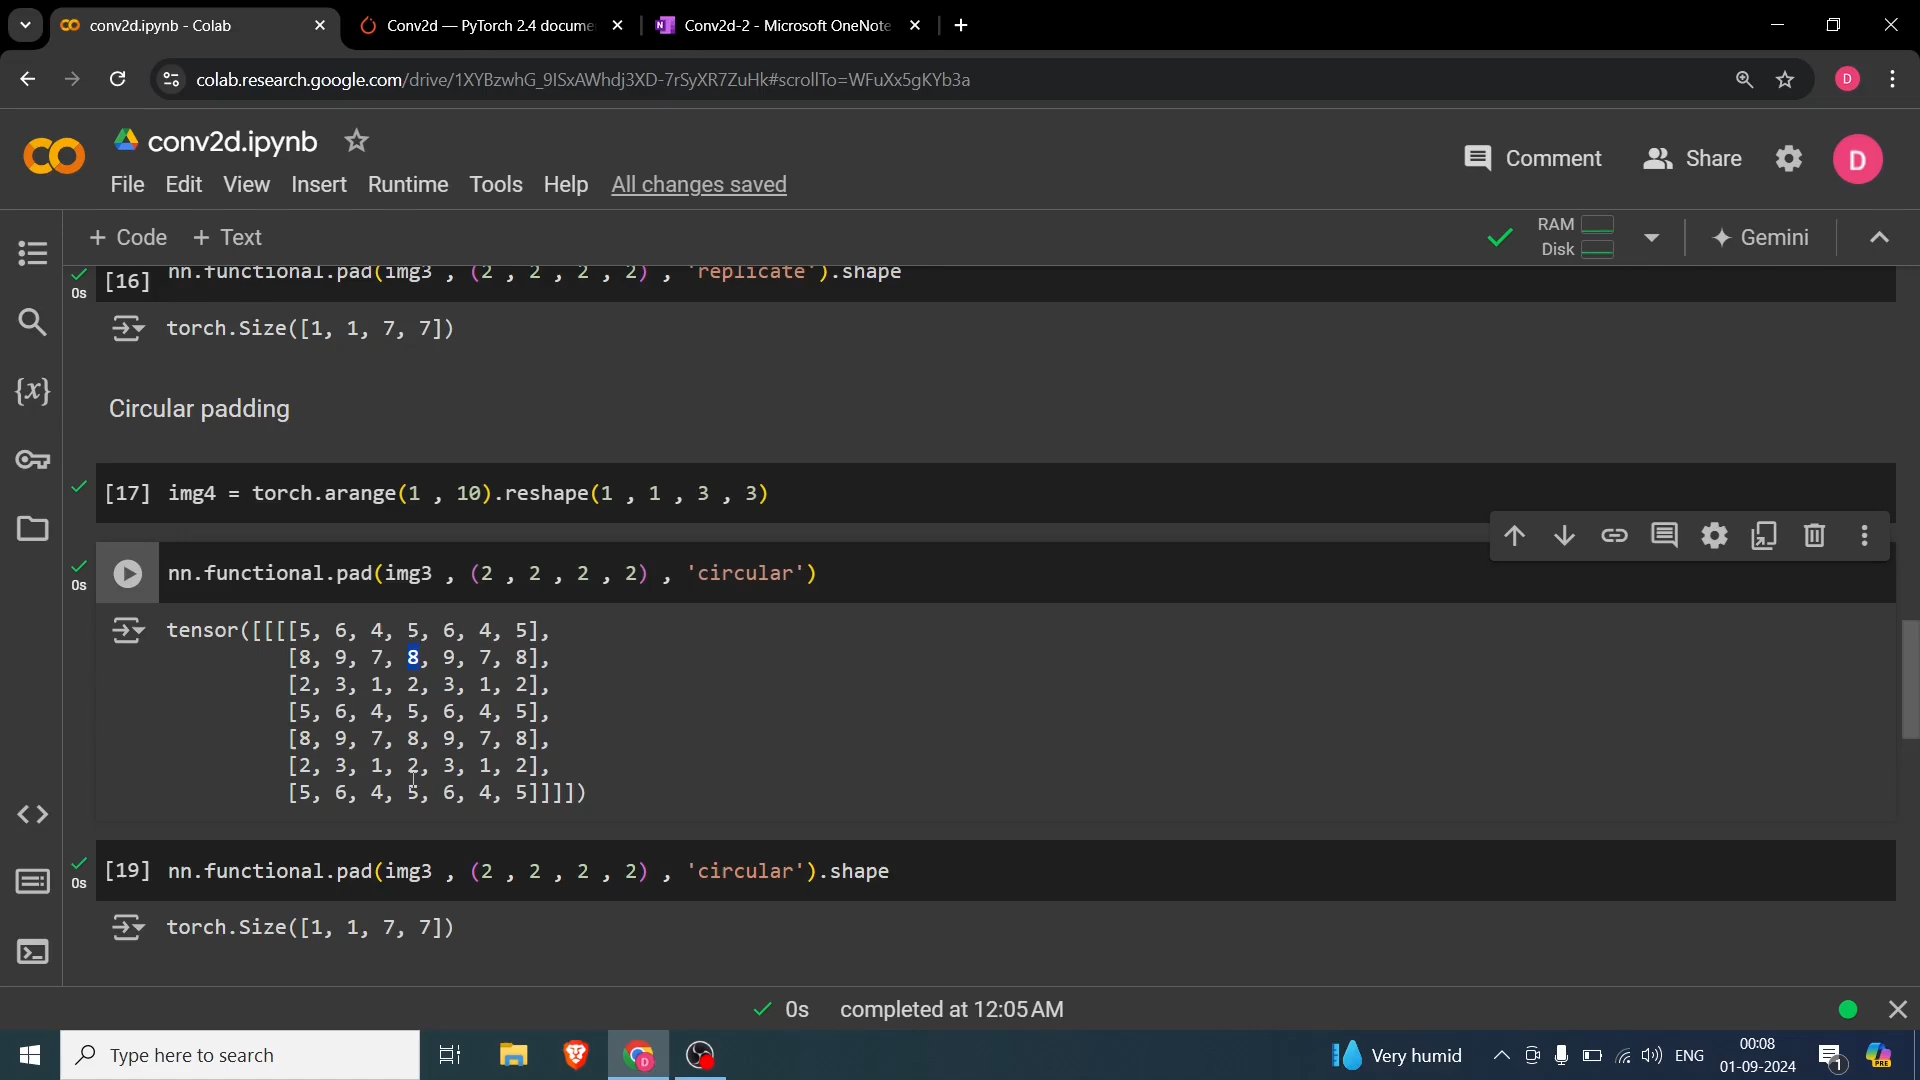 conv2d.ipynb - Colab
Conv2d — PyTorch 2.4 docume
Conv2d-2 - Microsoft OneNote
colab.research.google.com/drive/1XYBzwhG_9ISxAWhdj3XD-7rSyXR7ZuHk#scrollTo=WFuXx5gKYb3a
D
conv2d.ipynb
Comment
Share
D
File Edit View Insert Runtime Tools Help All changes saved
+ Code + Text
RAM
Disk
Gemini
0s
[16] nn.functional.pad(img3 , (2 , 2 , 2 , 2) , 'replicate').shape
torch.Size([1, 1, 7, 7])
Circular padding
[17] img4 = torch.arange(1 , 10).reshape(1 , 1 , 3 , 3)
0s
nn.functional.pad(img3 , (2 , 2 , 2 , 2) , 'circular')
tensor([[[[5, 6, 4, 5, 6, 4, 5],
[8, 9, 7, 8, 9, 7, 8],
[2, 3, 1, 2, 3, 1, 2],
[5, 6, 4, 5, 6, 4, 5],
[8, 9, 7, 8, 9, 7, 8],
[2, 3, 1, 2, 3, 1, 2],
[5, 6, 4, 5, 6, 4, 5]]]])
0s
[19] nn.functional.pad(img3 , (2 , 2 , 2 , 2) , 'circular').shape
torch.Size([1, 1, 7, 7])
0s completed at 12:05 AM
Type here to search
Very humid
ENG
00:08
01-09-2024
1
PRE